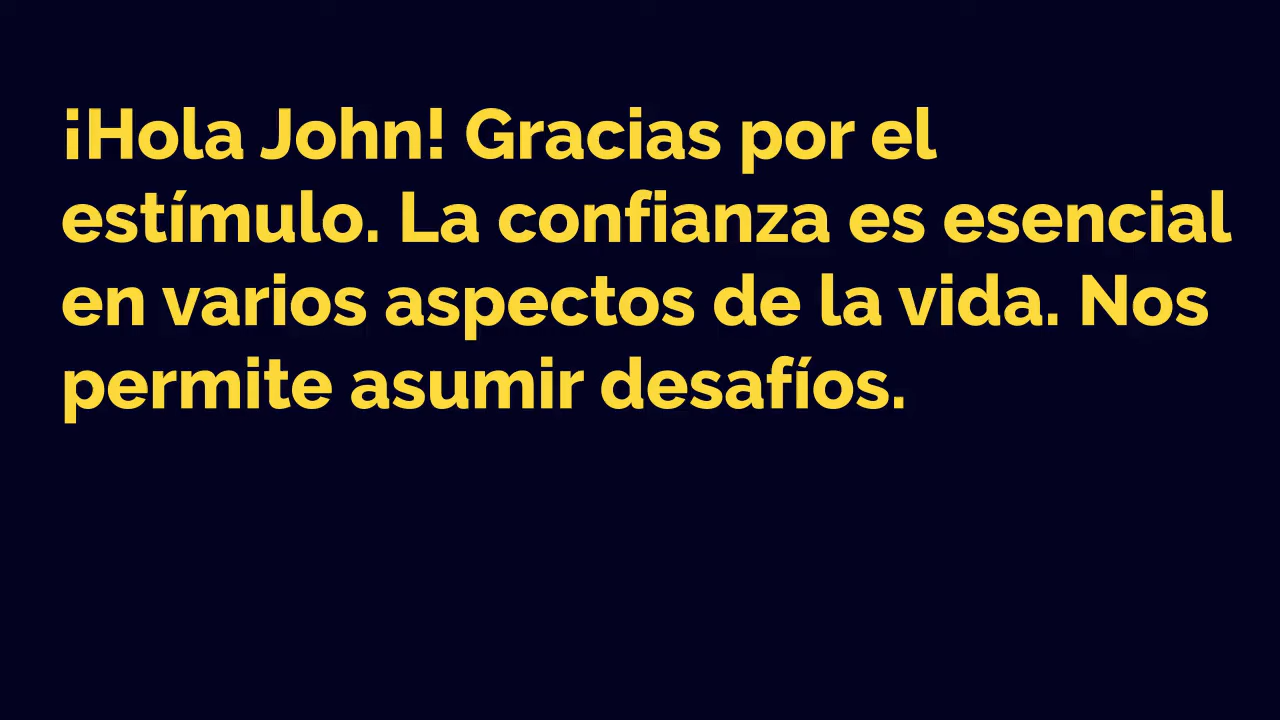 ¡Hola John! Gracias por el
estímulo. La confianza es esencial
en varios aspectos de la vida. Nos
permite asumir desafíos.